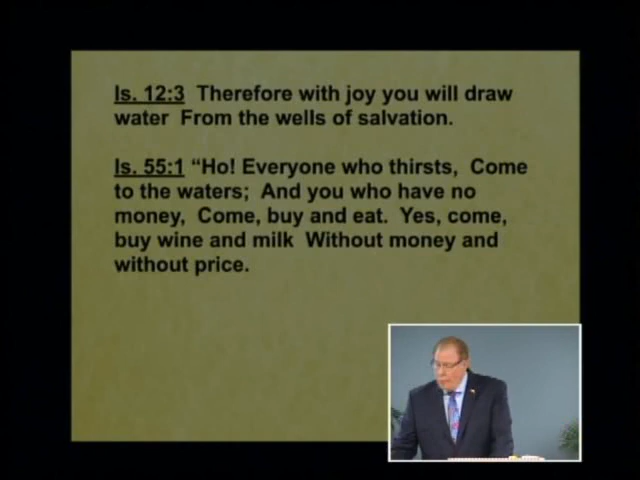 Is. 12:3 Therefore with joy you will draw
water From the wells of salvation.
Is. 55:1 “Ho! Everyone who thirsts, Come
to the waters; And you who have no
money, Come, buy and eat. Yes, come,
buy wine and milk Without money and
without price.